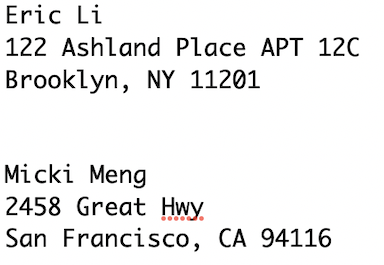 Eric Li
122 Ashland Place APT 12C
Brooklyn, NY 11201
Micki Meng
2458 Great Hwy
San Francisco, CA 94116